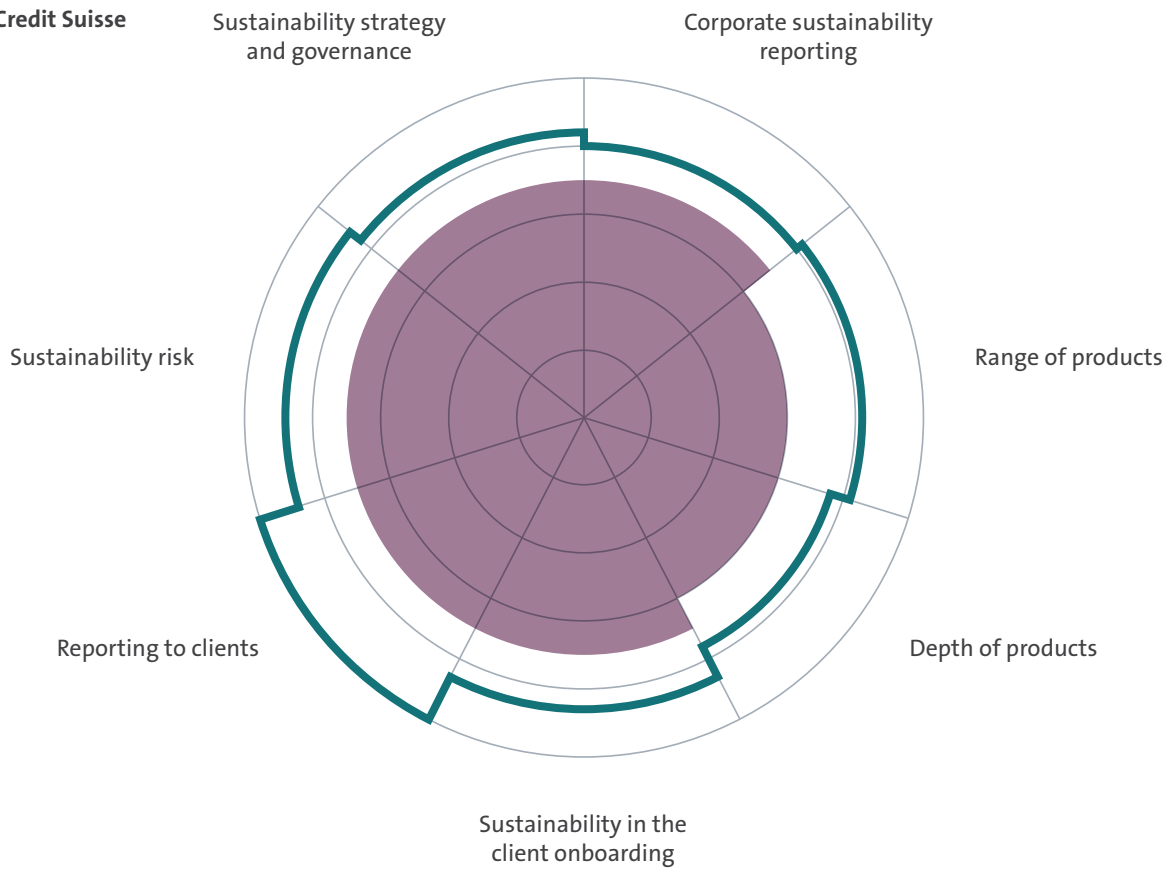 Credit Suisse
Sustainability strategy
and governance
Corporate sustainability
reporting
Sustainability risk
Range of products
Reporting to clients
Depth of products
Sustainability in the
client onboarding